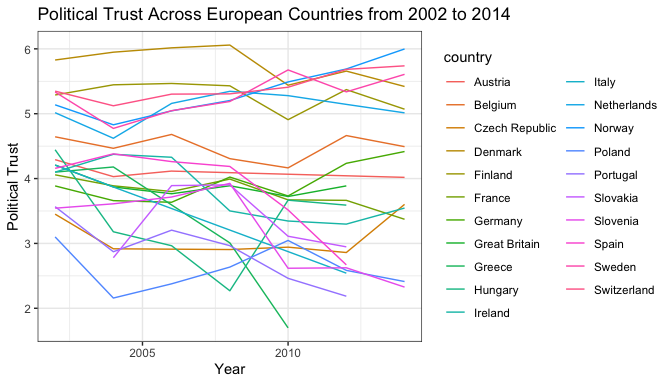 Political Trust Across European Countries from 2002 to 2014
Political Trust
6
5
4
3
2
2005
2010
Year
country
Austria
Belgium
Czech Republic
Denmark
Finland
France
Germany
Great Britain
Greece
Hungary
Ireland
Italy
Netherlands
Norway
Poland
Portugal
Slovakia
Slovenia
Spain
Sweden
Switzerland